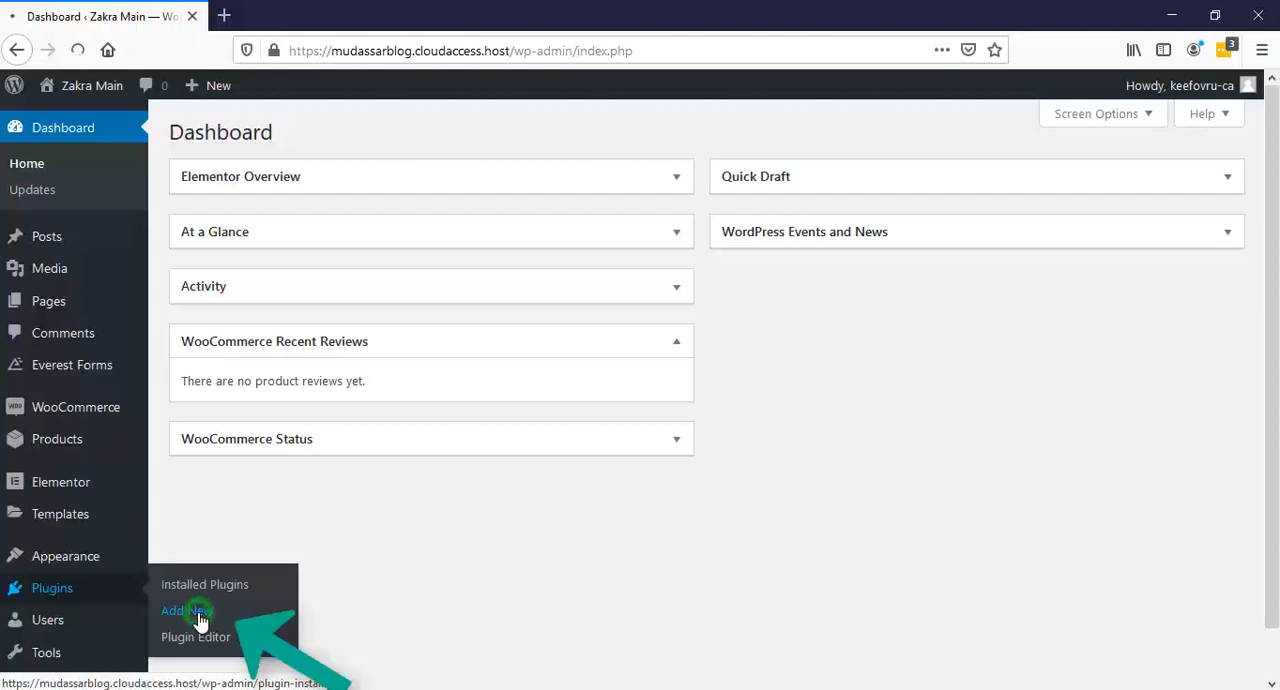 Dashboard ‹ Zakra Main — Wo
https://mudassarblog.cloudaccess.host/wp-admin/index.php
3
Zakra Main 0 New
Howdy, keefovru-ca
Dashboard
Home
Updates
Posts
Media
Pages
Comments
Everest Forms
WooCommerce
Products
Elementor
Templates
Appearance
Plugins
Users
Tools
Installed Plugins
Add New
Plugin Editor
Screen Options
Help
Dashboard
Elementor Overview
Quick Draft
At a Glance
WordPress Events and News
Activity
WooCommerce Recent Reviews
There are no product reviews yet.
WooCommerce Status
https://mudassarblog.cloudaccess.host/wp-admin/plugin-instal